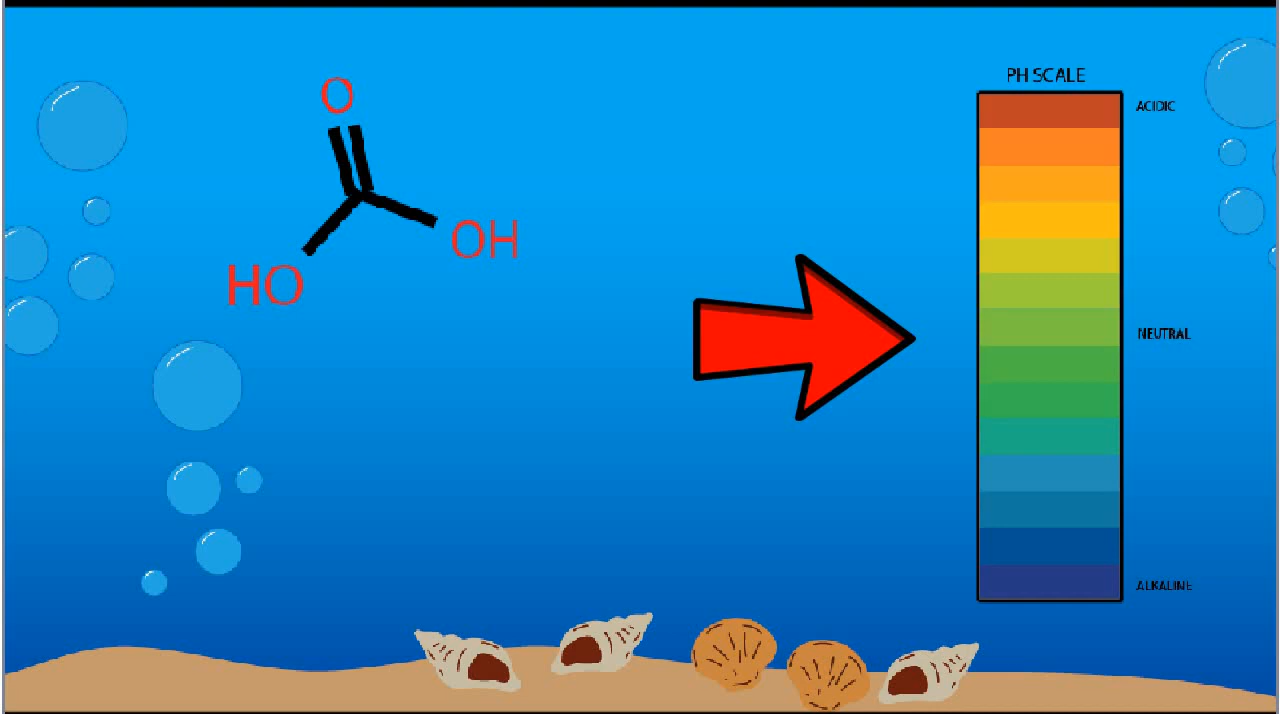 O
OH
HO
PH SCALE
ACIDIC
NEUTRAL
ALKALINE